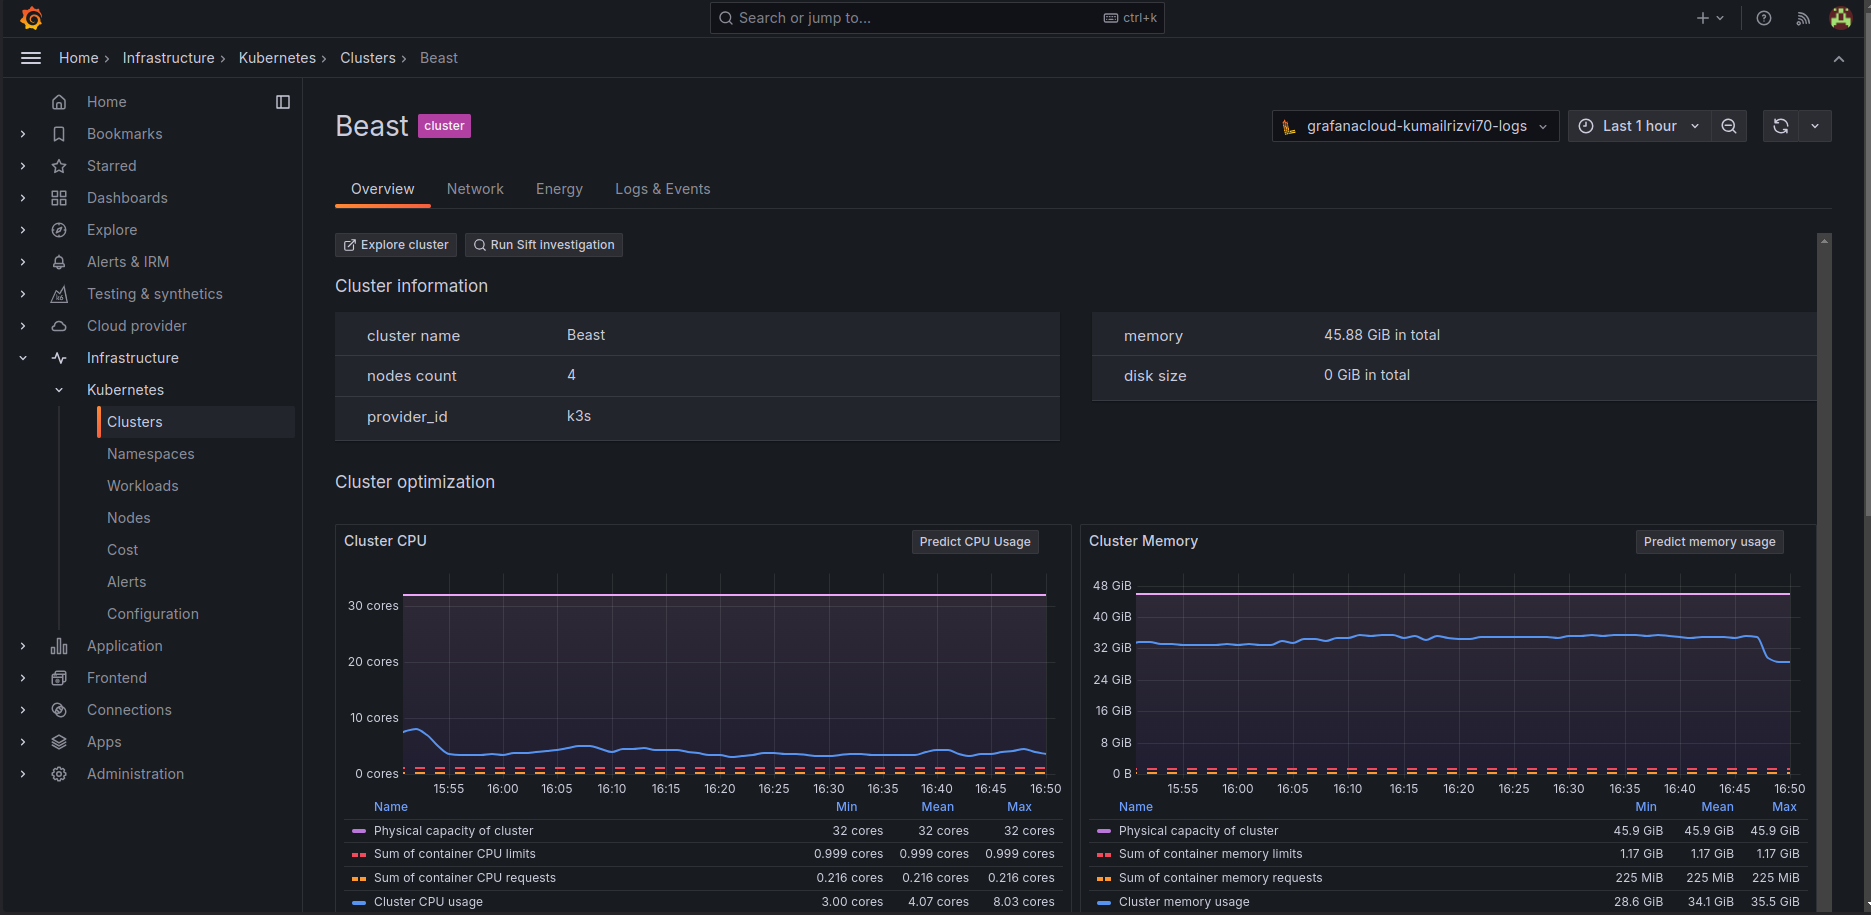 Search or jump to... ctrl+k
Home › Infrastructure › Kubernetes › Clusters › Beast
Home
Bookmarks
Starred
Dashboards
Explore
Alerts & IRM
Testing & synthetics
Cloud provider
Infrastructure
Kubernetes
Clusters
Namespaces
Workloads
Nodes
Cost
Alerts
Configuration
Application
Frontend
Connections
Apps
Administration
Beast cluster
grafanacloud-kumailrizvi70-logs Last 1 hour
Overview Network Energy Logs & Events
Explore cluster Run Sift investigation
Cluster information
cluster name Beast
nodes count 4
provider_id k3s
memory 45.88 GiB in total
disk size 0 GiB in total
Cluster optimization
Cluster CPU Predict CPU Usage
30 cores
20 cores
10 cores
0 cores
15:55 16:00 16:05 16:10 16:15 16:20 16:25 16:30 16:35 16:40 16:45 16:50
Name Min Mean Max
Physical capacity of cluster 32 cores 32 cores 32 cores
Sum of container CPU limits 0.999 cores 0.999 cores 0.999 cores
Sum of container CPU requests 0.216 cores 0.216 cores 0.216 cores
Cluster CPU usage 3.00 cores 4.07 cores 8.03 cores
Cluster Memory Predict memory usage
48 GiB
40 GiB
32 GiB
24 GiB
16 GiB
8 GiB
0 B
15:55 16:00 16:05 16:10 16:15 16:20 16:25 16:30 16:35 16:40 16:45 16:50
Name Min Mean Max
Physical capacity of cluster 45.9 GiB 45.9 GiB 45.9 GiB
Sum of container memory limits 1.17 GiB 1.17 GiB 1.17 GiB
Sum of container memory requests 225 MiB 225 MiB 225 MiB
Cluster memory usage 28.6 GiB 34.1 GiB 35.5 GiB